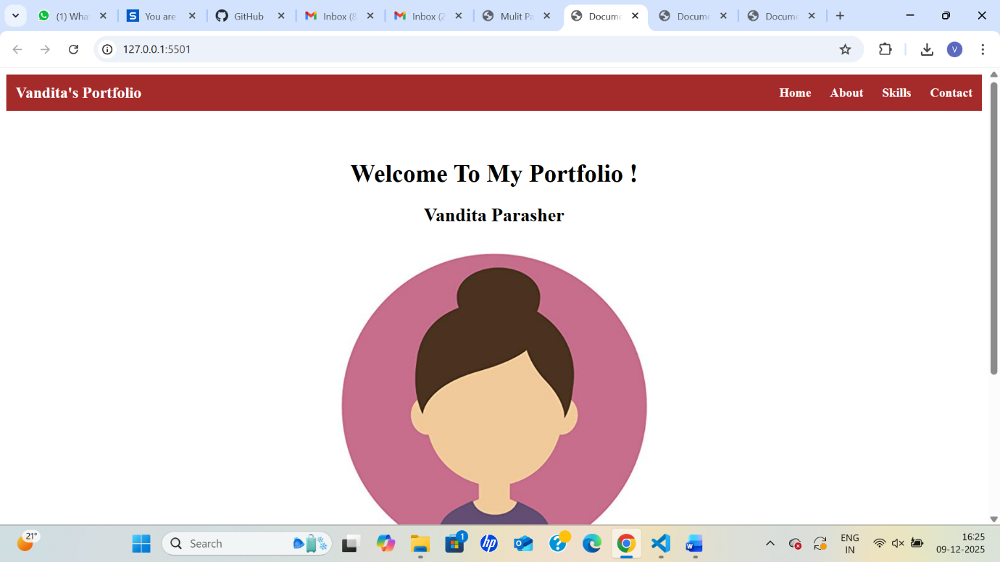 (1) What
You are
GitHub
Inbox (8
Inbox (2
Mulit Pa
Docume
Docume
Docume
127.0.0.1:5501
V
Vandita's Portfolio
Home About Skills Contact
Welcome To My Portfolio !
Vandita Parasher
21°
Search
1
ENG
IN
16:25
09-12-2025